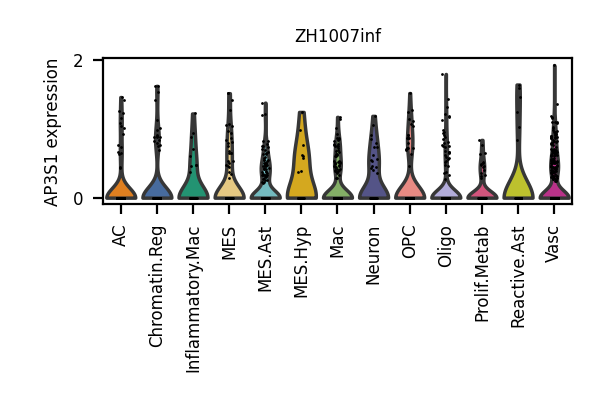 ZH1007inf
AP3S1 expression
2
0
AC
Chromatin.Reg
Inflammatory.Mac
MES
MES.Ast
MES.Hyp
Mac
Neuron
OPC
Oligo
Prolif.Metab
Reactive.Ast
Vasc